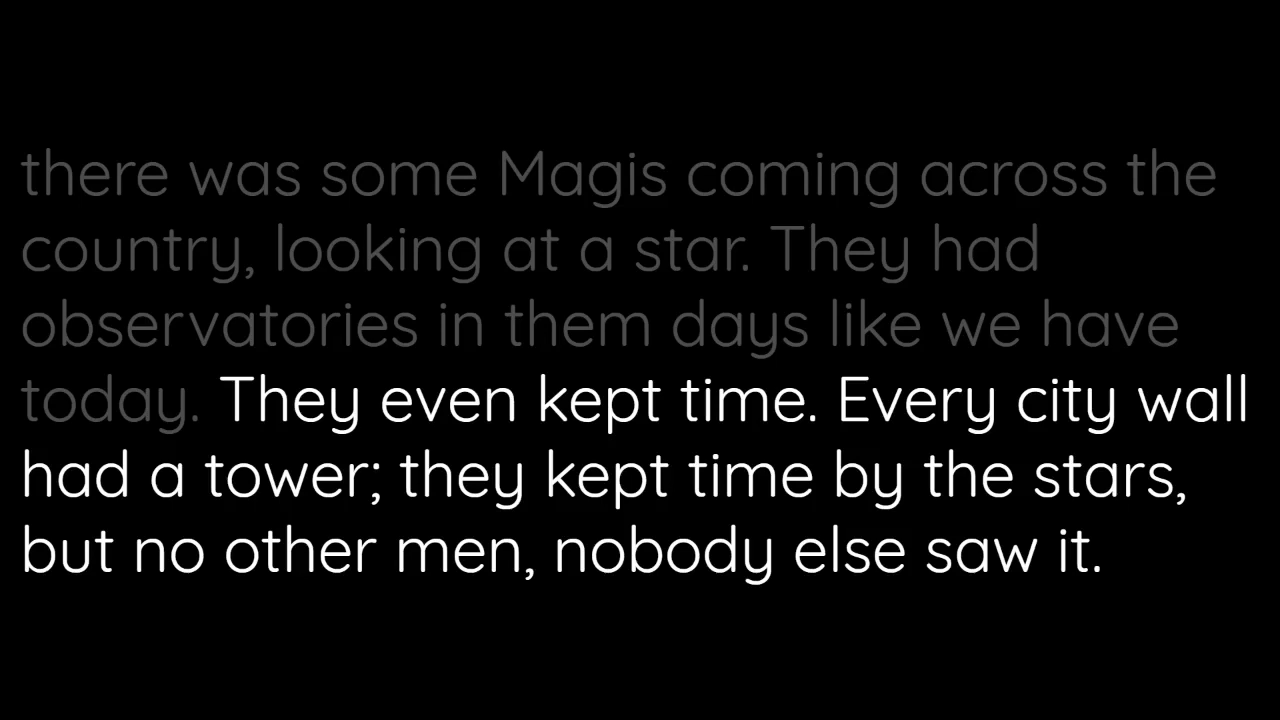 there was some Magis coming across the
country, looking at a star. They had
observatories in them days like we have
today. They even kept time. Every city wall
had a tower; they kept time by the stars,
but no other men, nobody else saw it.